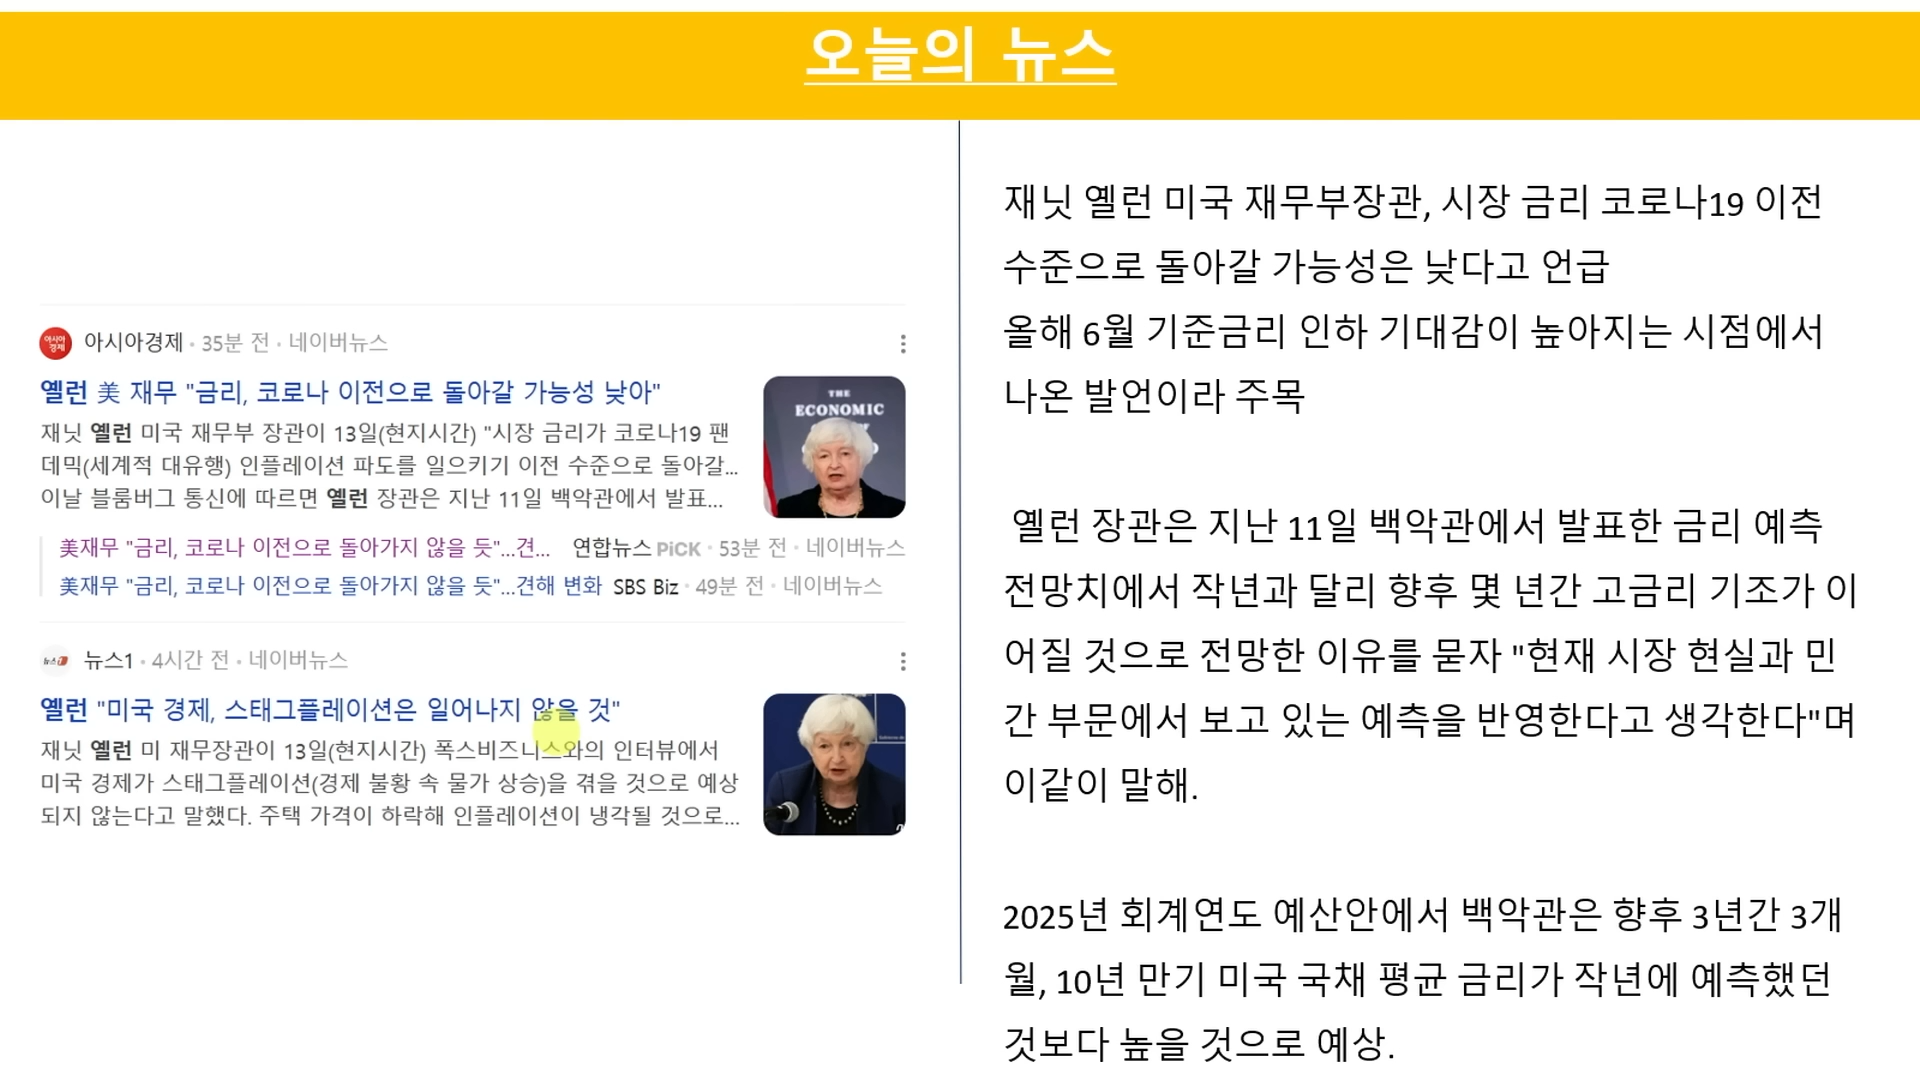 오늘의 뉴스
아시아경제 · 35분 전 · 네이버뉴스
옐런 美 재무 "금리, 코로나 이전으로 돌아갈 가능성 낮아"
재닛 옐런 미국 재무부 장관이 13일(현지시간) "시장 금리가 코로나19 팬
데믹(세계적 대유행) 인플레이션 파도를 일으키기 이전 수준으로 돌아갈...
이날 블룸버그 통신에 따르면 옐런 장관은 지난 11일 백악관에서 발표...
THE
ECONOMIC
美재무 "금리, 코로나 이전으로 돌아가지 않을 듯"...견... 연합뉴스 PiCK · 53분 전 · 네이버뉴스
美재무 "금리, 코로나 이전으로 돌아가지 않을 듯"...견해 변화 SBS Biz · 49분 전 · 네이버뉴스
뉴스1 · 4시간 전 · 네이버뉴스
옐런 "미국 경제, 스태그플레이션은 일어나지 않을 것"
재닛 옐런 미 재무장관이 13일(현지시간) 폭스비즈니스와의 인터뷰에서
미국 경제가 스태그플레이션(경제 불황 속 물가 상승)을 겪을 것으로 예상
되지 않는다고 말했다. 주택 가격이 하락해 인플레이션이 냉각될 것으로...
재닛 옐런 미국 재무부장관, 시장 금리 코로나19 이전
수준으로 돌아갈 가능성은 낮다고 언급
올해 6월 기준금리 인하 기대감이 높아지는 시점에서
나온 발언이라 주목
옐런 장관은 지난 11일 백악관에서 발표한 금리 예측
전망치에서 작년과 달리 향후 몇 년간 고금리 기조가 이
어질 것으로 전망한 이유를 묻자 "현재 시장 현실과 민
간 부문에서 보고 있는 예측을 반영한다고 생각한다"며
이같이 말해.
2025년 회계연도 예산안에서 백악관은 향후 3년간 3개
월, 10년 만기 미국 국채 평균 금리가 작년에 예측했던
것보다 높을 것으로 예상.